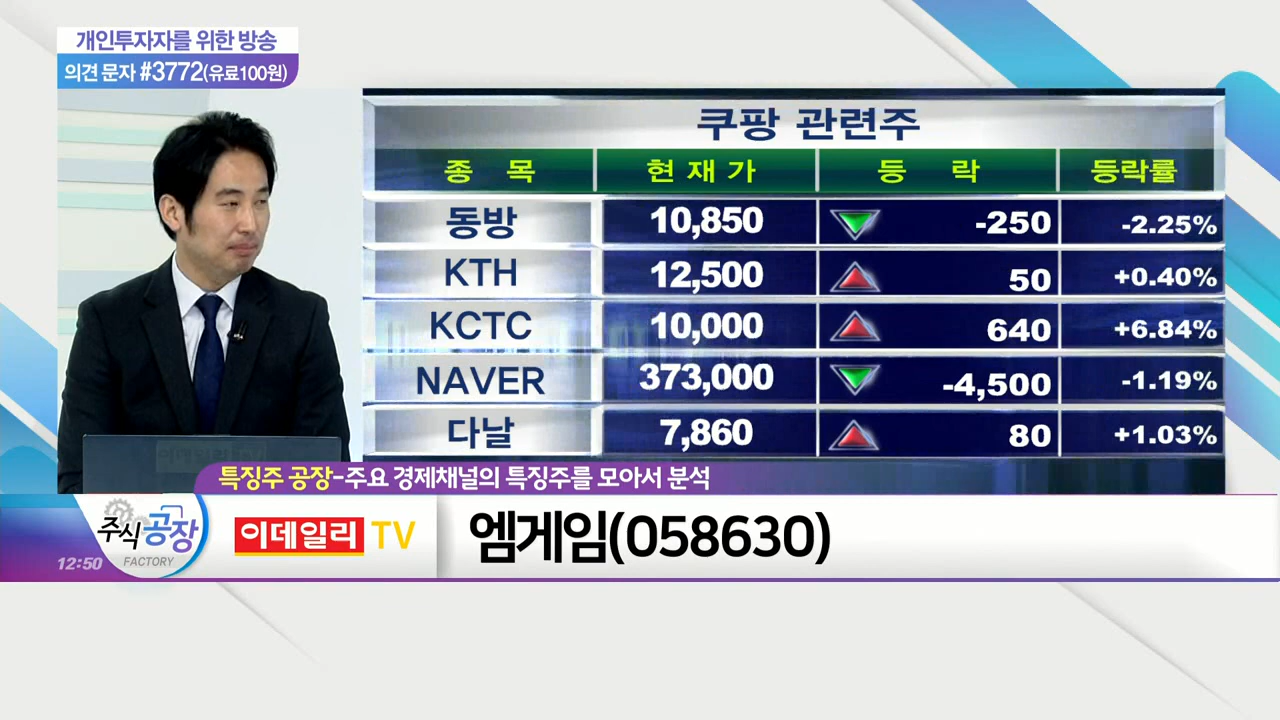 개인투자자를 위한 방송
의견 문자 #3772(유료100원)
쿠팡 관련주
종 목 현 재 가 등 락 등락률
동방 10,850 -250 -2.25%
KTH 12,500 50 +0.40%
KCTC 10,000 640 +6.84%
NAVER 373,000 -4,500 -1.19%
다날 7,860 80 +1.03%
특징주 공장-주요 경제채널의 특징주를 모아서 분석
주식공장
FACTORY
12:50
이데일리 TV
엠게임(058630)